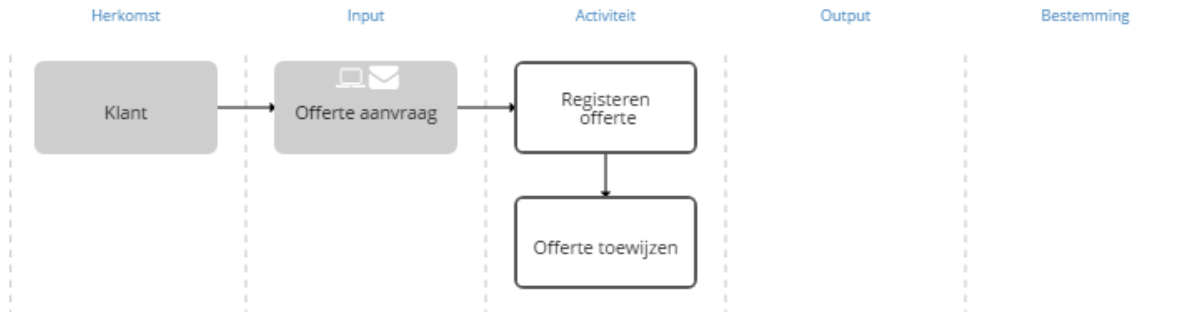 Herkomst
Input
Activiteit
Output
Bestemming
Klant
Offerte aanvraag
Registeren
offerte
Offerte toewijzen